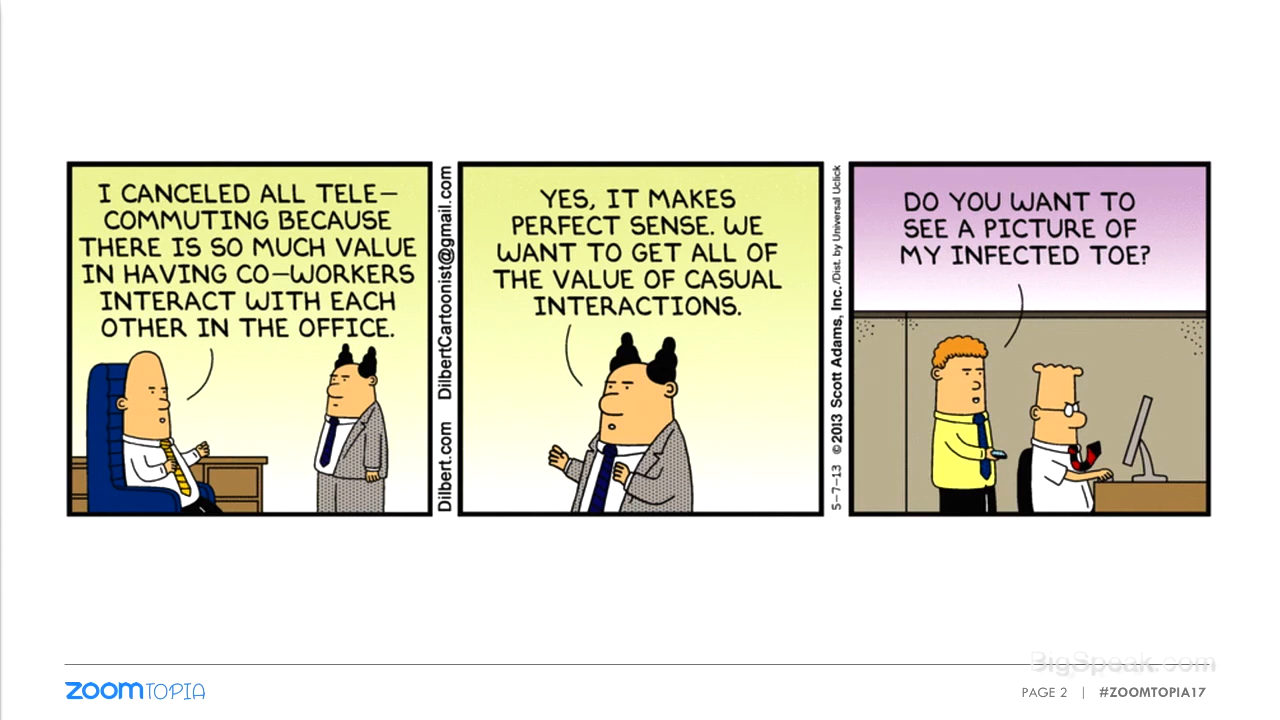 I CANCELED ALL TELE–
COMMUTING BECAUSE
THERE IS SO MUCH VALUE
IN HAVING CO–WORKERS
INTERACT WITH EACH
OTHER IN THE OFFICE.
Dilbert.com DilbertCartoonist@gmail.com
YES, IT MAKES
PERFECT SENSE. WE
WANT TO GET ALL OF
THE VALUE OF CASUAL
INTERACTIONS.
5–7–13 ©2013 Scott Adams, Inc. /Dist. by Universal Uclick
DO YOU WANT TO
SEE A PICTURE OF
MY INFECTED TOE?
BigSpeak.com
zoomTOPIA
PAGE 2 | #ZOOMTOPIA17